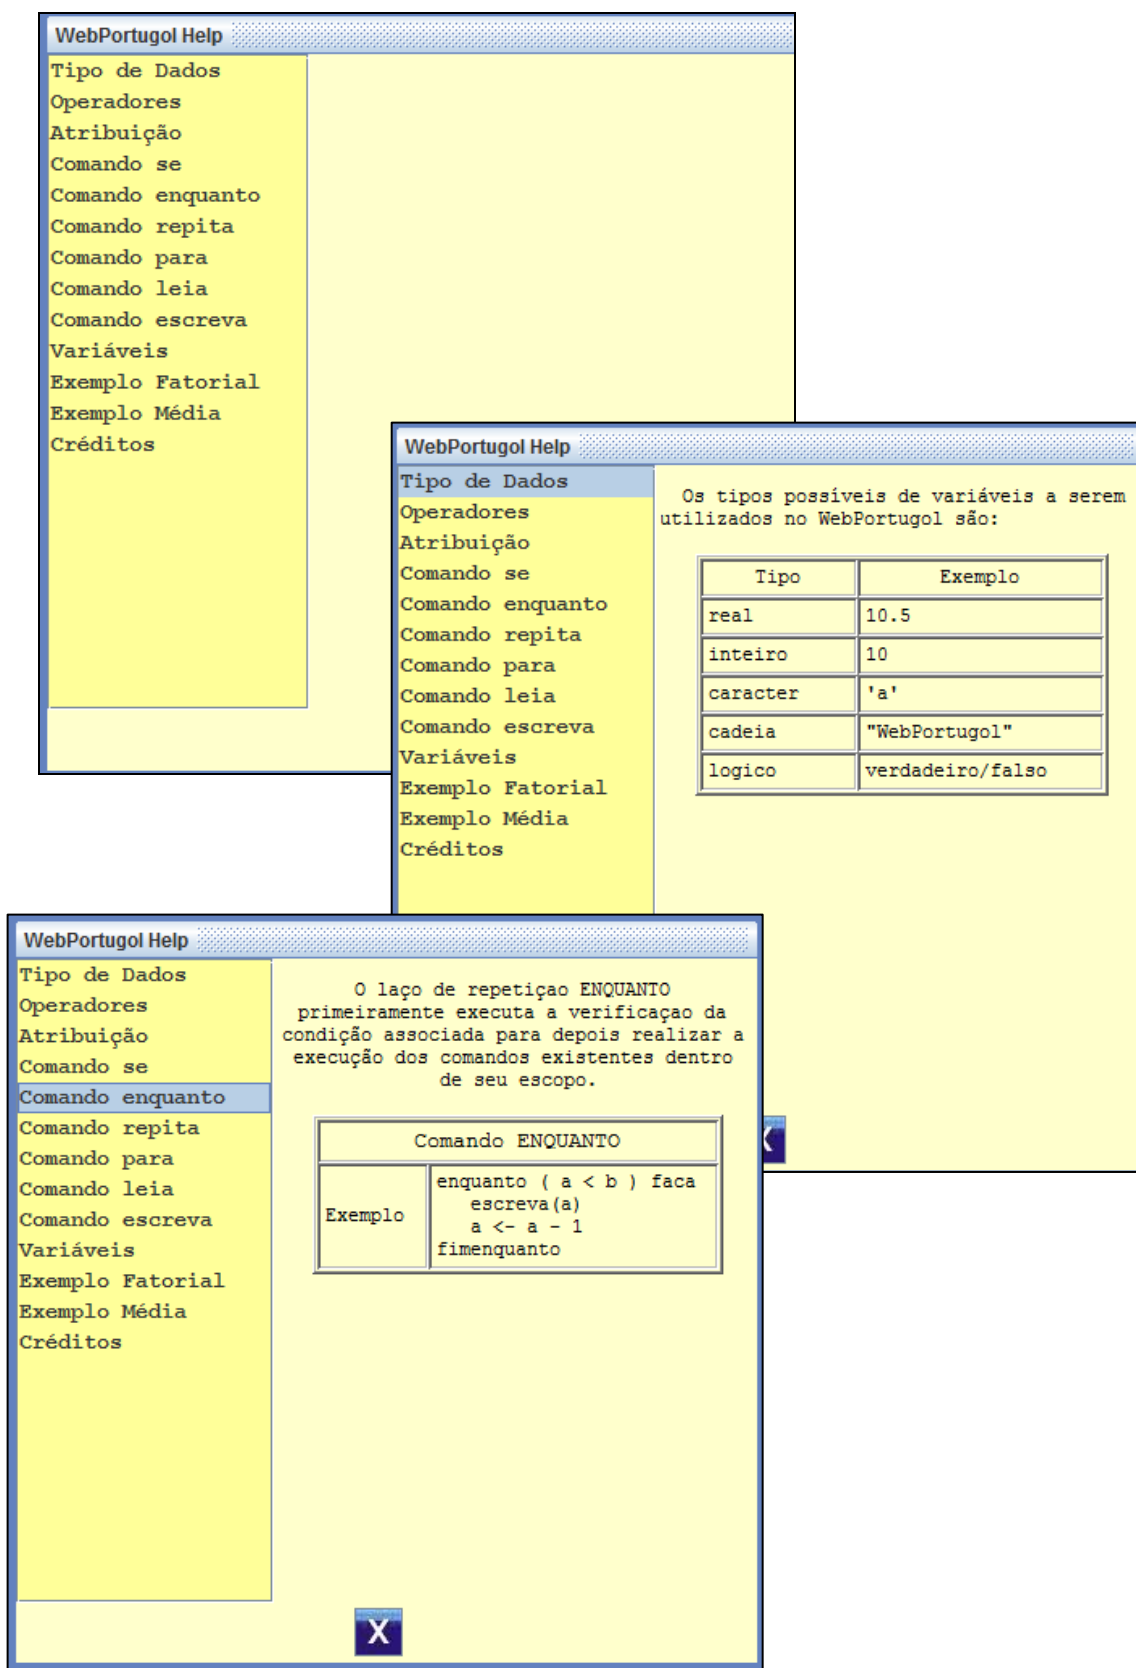 WebPortugol Help
Tipo de Dados
Operadores
Atribuição
Comando se
Comando enquanto
Comando repita
Comando para
Comando leia
Comando escreva
Variáveis
Exemplo Fatorial
Exemplo Média
Créditos
WebPortugol Help
Tipo de Dados
Operadores
Atribuição
Comando se
Comando enquanto
Comando repita
Comando para
Comando leia
Comando escreva
Variáveis
Exemplo Fatorial
Exemplo Média
Créditos
Os tipos possíveis de variáveis a serem
utilizados no WebPortugol são:
Tipo Exemplo
real 10.5
inteiro 10
caracter 'a'
cadeia "WebPortugol"
logico verdadeiro/falso
WebPortugol Help
Tipo de Dados
Operadores
Atribuição
Comando se
Comando enquanto
Comando repita
Comando para
Comando leia
Comando escreva
Variáveis
Exemplo Fatorial
Exemplo Média
Créditos
O laço de repetiçao ENQUANTO
primeiramente executa a verificaçao da
condição associada para depois realizar a
execução dos comandos existentes dentro
de seu escopo.
Comando ENQUANTO
Exemplo
enquanto ( a < b ) faca
escreva(a)
a <- a - 1
fimenquanto
X